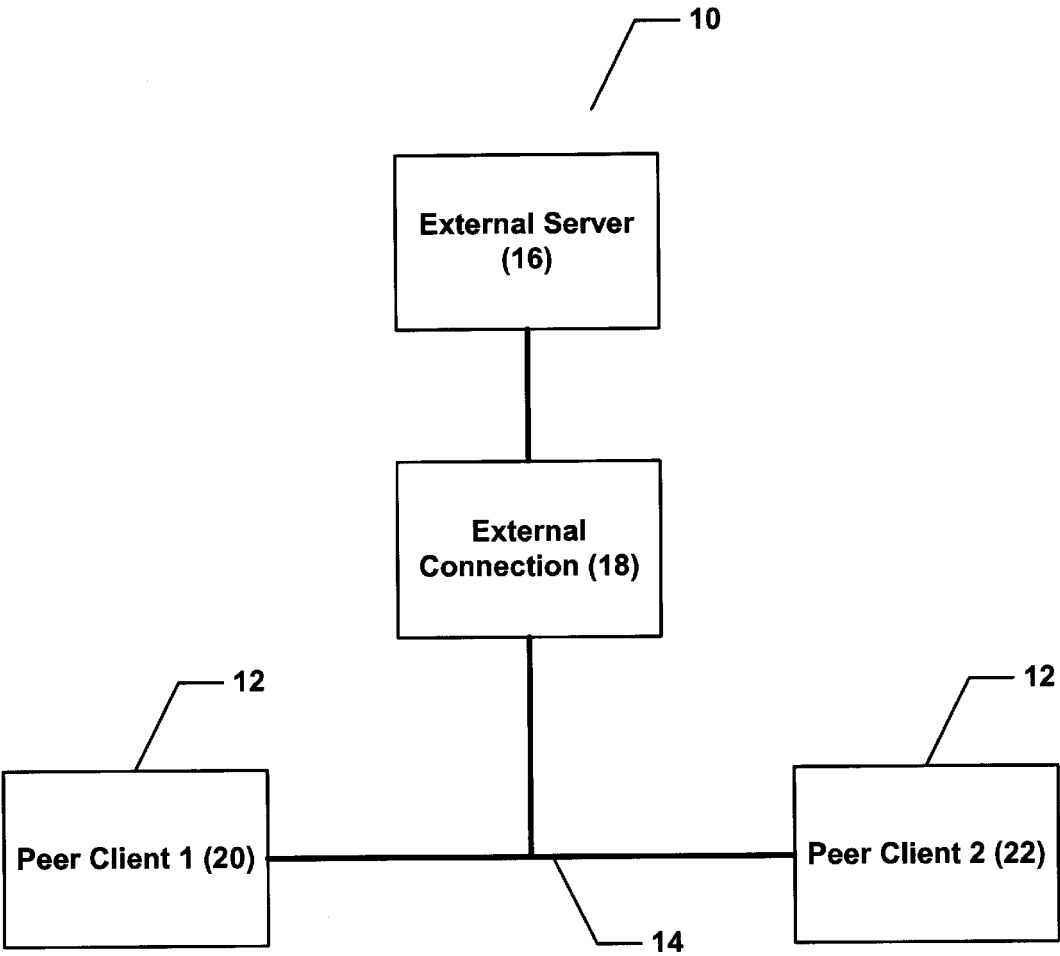 10
External Server
(16)
External
Connection (18)
12
12
Peer Client 1 (20)
Peer Client 2 (22)
14